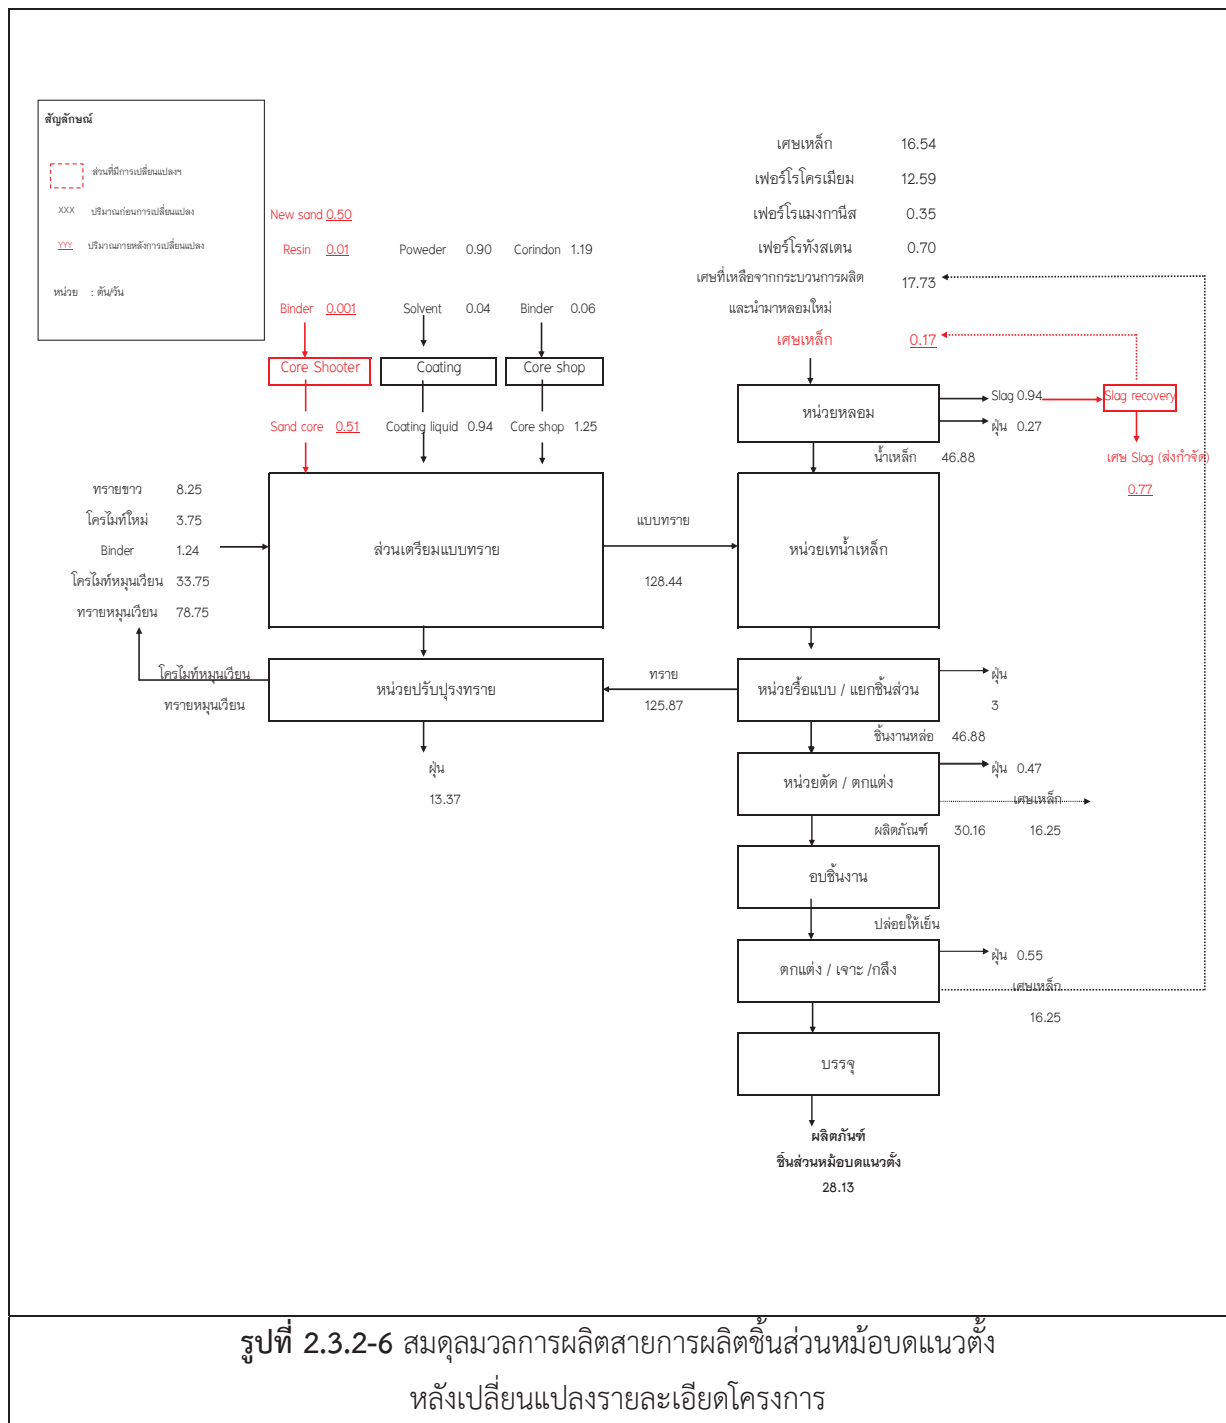 สัญลักษณ์
ส่วนที่มีการเปลี่ยนแปลงฯ
XXX ปริมาณก่อนการเปลี่ยนแปลง
YYY ปริมาณภายหลังการเปลี่ยนแปลง
หน่วย : ตัน/วัน
New sand 0.50
Resin 0.01
Binder 0.001
Core Shooter
Sand core 0.51
Poweder 0.90
Solvent 0.04
Coating
Coating liquid 0.94
Corindon 1.19
Binder 0.06
Core shop
Core shop 1.25
เศษเหล็ก 16.54
เฟอร์โรโครเมียม 12.59
เฟอร์โรแมงกานีส 0.35
เฟอร์โรทังสเตน 0.70
เศษที่เหลือจากกระบวนการผลิต 17.73
และนำมาหลอมใหม่
เศษเหล็ก 0.17
หน่วยหลอม
Slag 0.94
ฝุ่น 0.27
Slag recovery
เศษ Slag (ส่งกำจัด)
0.77
น้ำเหล็ก 46.88
ทรายขาว 8.25
โครไมท์ใหม่ 3.75
Binder 1.24
โครไมท์หมุนเวียน 33.75
ทรายหมุนเวียน 78.75
ส่วนเตรียมแบบทราย
แบบทราย
128.44
หน่วยเทน้ำเหล็ก
โครไมท์หมุนเวียน
ทรายหมุนเวียน
หน่วยปรับปรุงทราย
ทราย
125.87
หน่วยรื้อแบบ / แยกชิ้นส่วน
ฝุ่น
3
ฝุ่น
13.37
ชิ้นงานหล่อ 46.88
หน่วยตัด / ตกแต่ง
ฝุ่น 0.47
เศษเหล็ก
16.25
ผลิตภัณฑ์ 30.16
อบชิ้นงาน
ปล่อยให้เย็น
ตกแต่ง / เจาะ /กลึง
ฝุ่น 0.55
เศษเหล็ก
16.25
บรรจุ
ผลิตภันฑ์
ชิ้นส่วนหม้อบดแนวตั้ง
28.13
รูปที่ 2.3.2-6 สมดุลมวลการผลิตสายการผลิตชิ้นส่วนหม้อบดแนวตั้ง
หลังเปลี่ยนแปลงรายละเอียดโครงการ